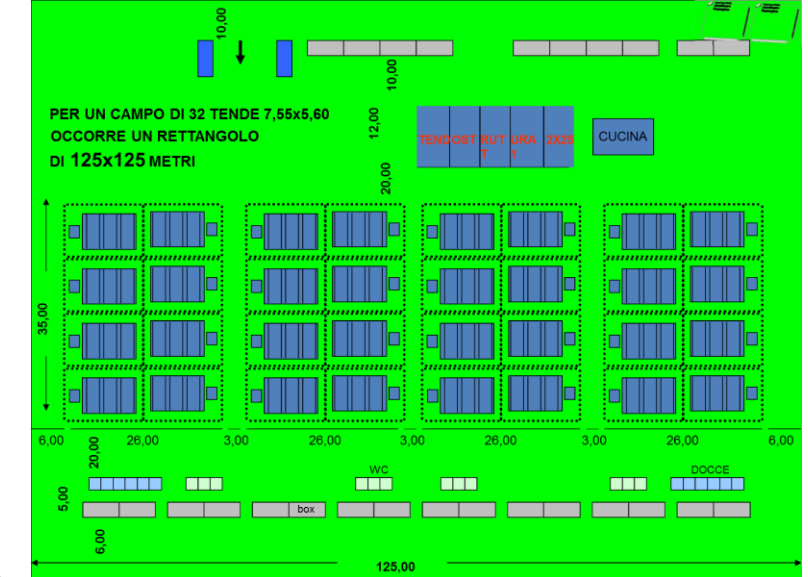 10,00
10,00
PER UN CAMPO DI 32 TENDE 7,55x5,60
OCCORRE UN RETTANGOLO
DI 125x125 METRI
12,00
TENDOSTRUTTURA 2X25
T 1
CUCINA
20,00
35,00
6,00 26,00 3,00 26,00 3,00 26,00 3,00 26,00 6,00
20,00
WC
DOCCE
5,00
box
6,00
125,00